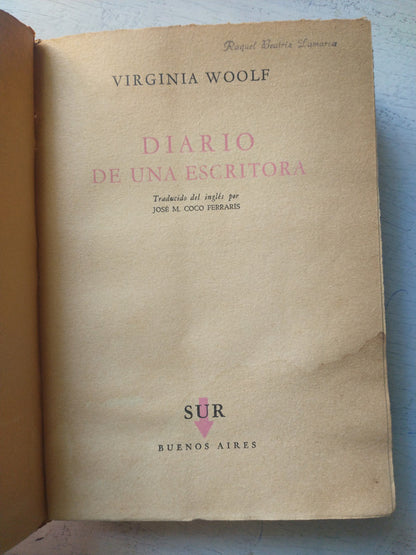 Raquel Beatriz Lamarca
VIRGINIA WOOLF
DIARIO
DE UNA ESCRITORA
Traducido del inglés por
JOSÉ M. COCO FERRARIS
SUR
BUENOS AIRES